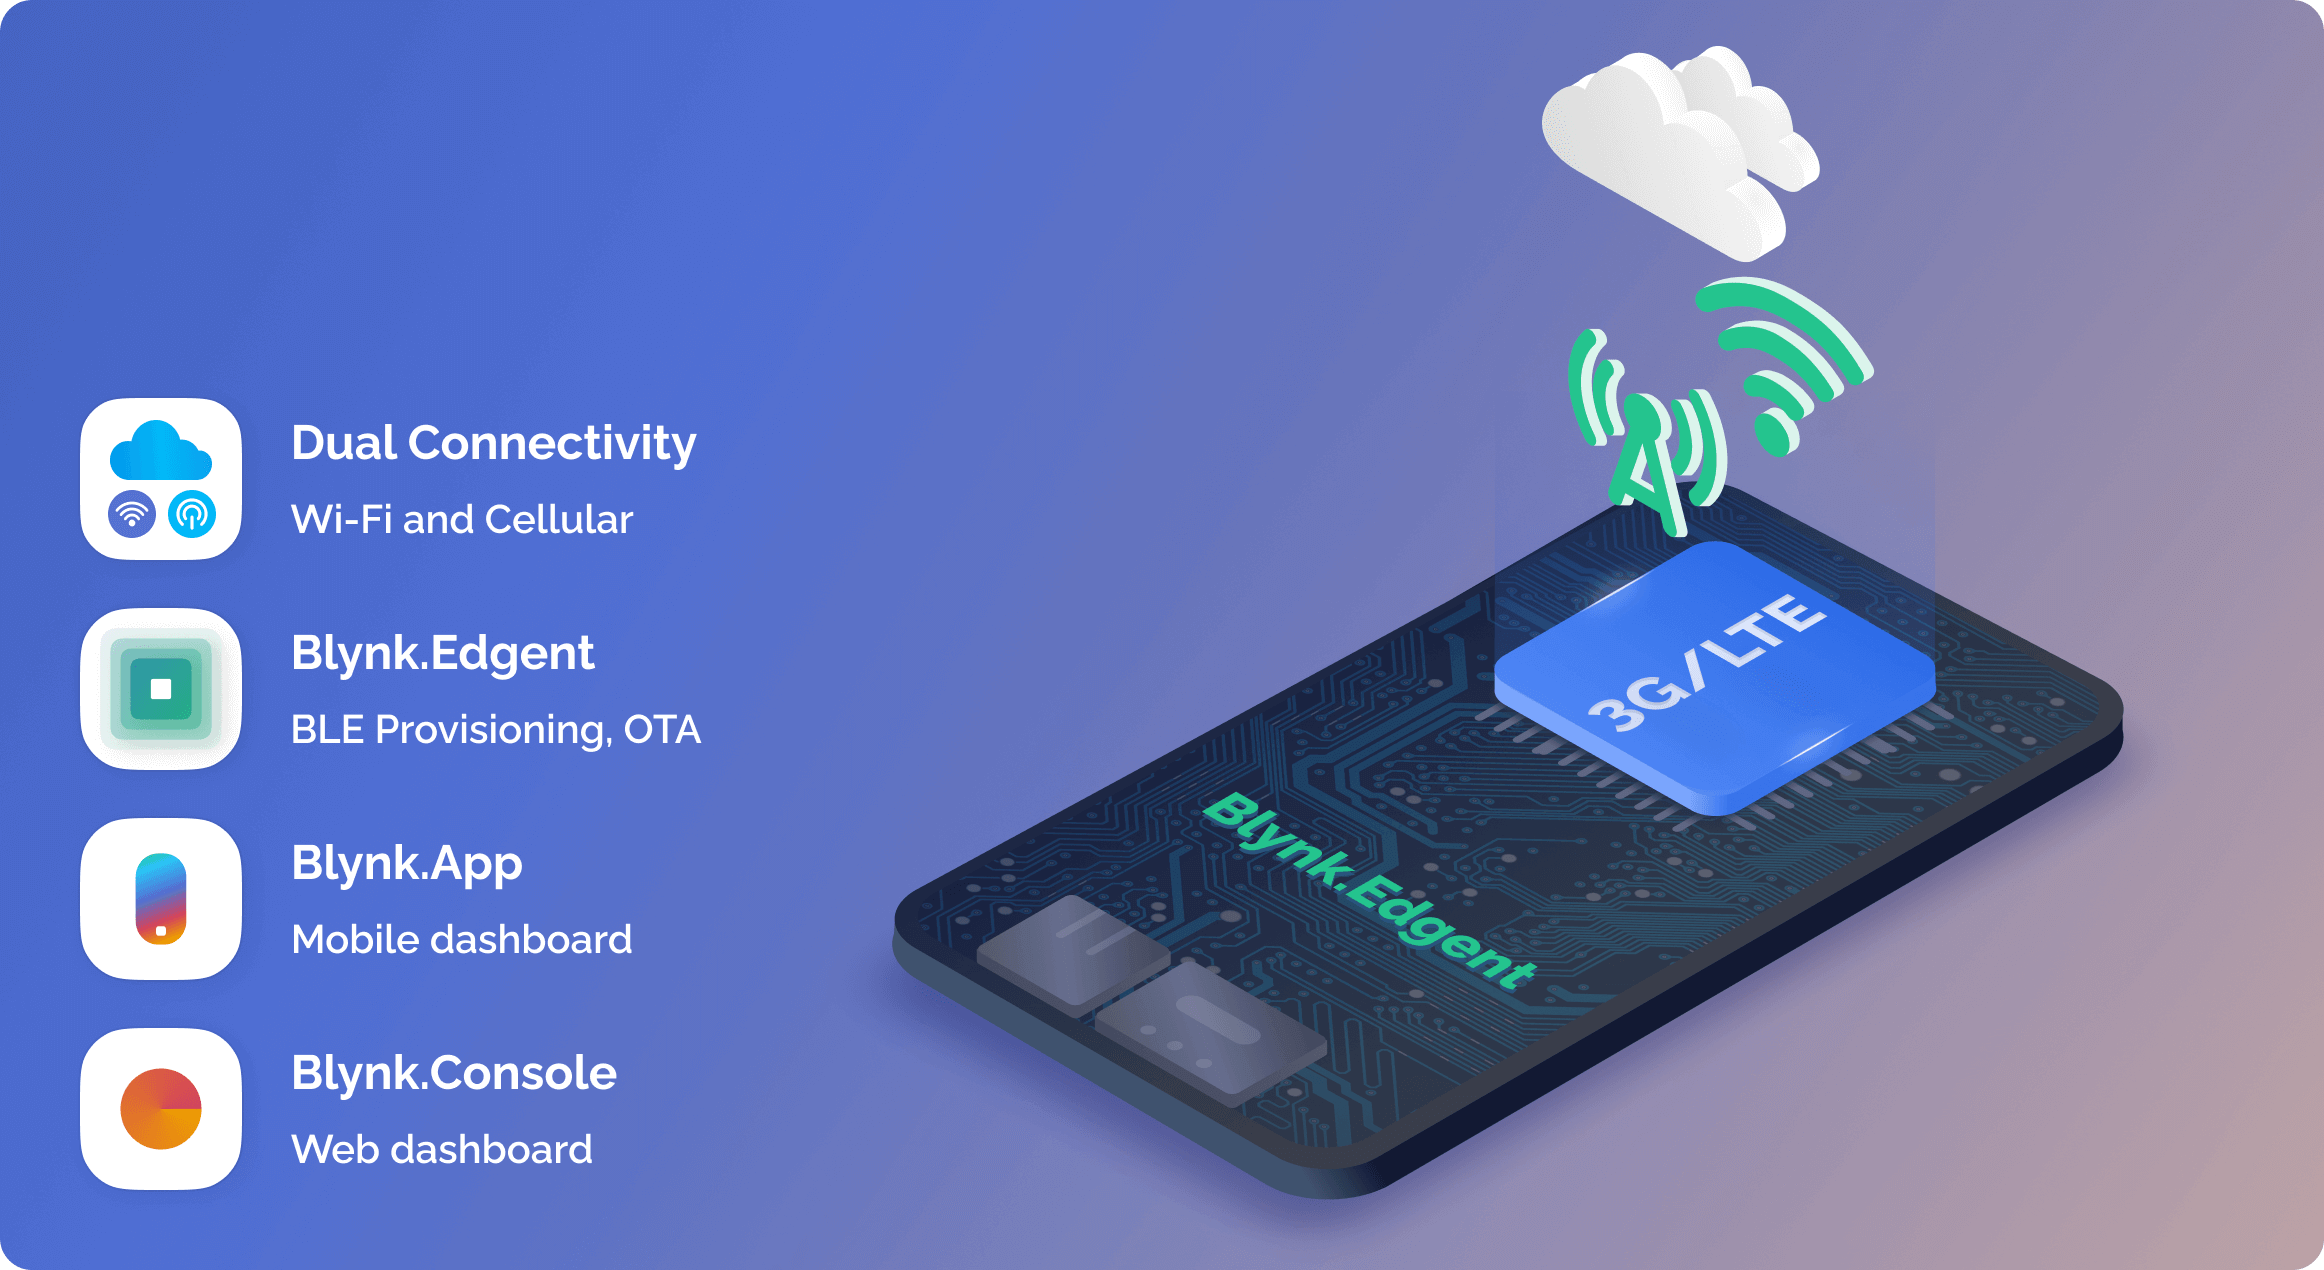 Dual Connectivity
Wi-Fi and Cellular
Blynk.Edgent
BLE Provisioning, OTA
Blynk.App
Mobile dashboard
Blynk.Console
Web dashboard
3G/LTE
Blynk.Edgent